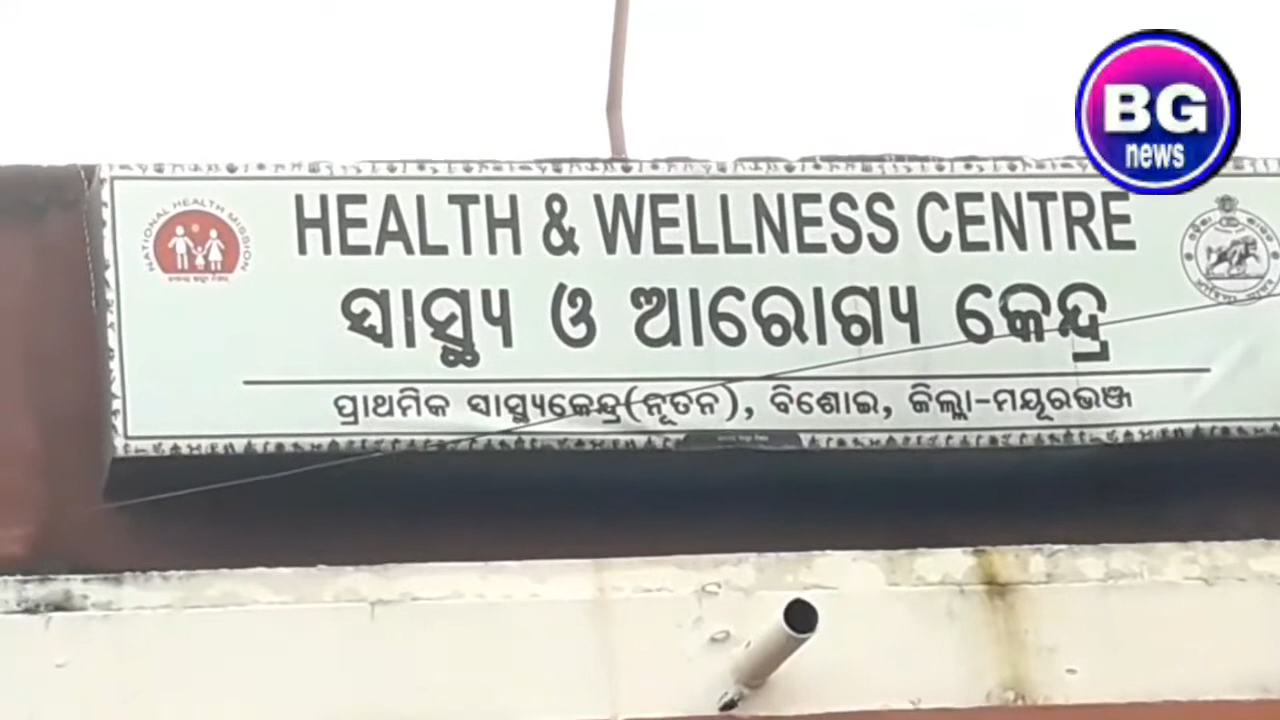 BG
news
NATIONAL HEALTH MISSION
HEALTH & WELLNESS CENTRE
ସ୍ୱାସ୍ଥ୍ୟ ଓ ଆରୋଗ୍ୟ କେନ୍ଦ୍ର
ପ୍ରାଥମିକ ସ୍ୱାସ୍ଥ୍ୟକେନ୍ଦ୍ର(ନୂତନ), ବିଶୋଇ, ଜିଲ୍ଲା-ମୟୂରଭଞ୍ଜ